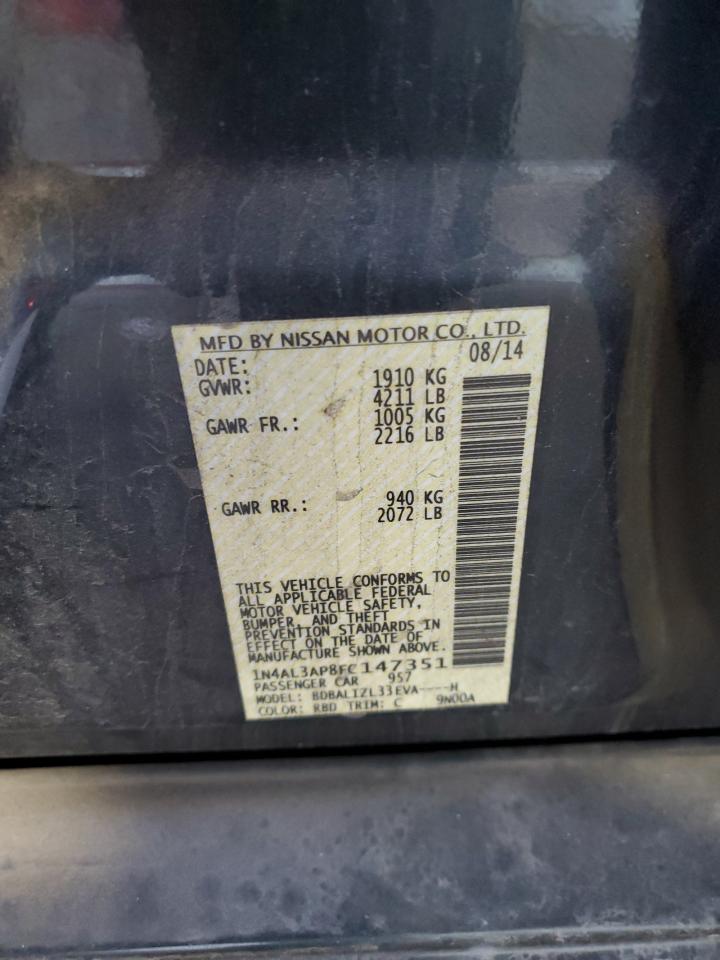 MFD BY NISSAN MOTOR CO., LTD.
DATE: 08/14
GVWR: 1910 KG
4211 LB
GAWR FR.: 1005 KG
2216 LB
GAWR RR.: 940 KG
2072 LB
THIS VEHICLE CONFORMS TO
ALL APPLICABLE FEDERAL
MOTOR VEHICLE SAFETY,
BUMPER, AND THEFT
PREVENTION STANDARDS IN
EFFECT ON THE DATE OF
MANUFACTURE SHOWN ABOVE.
1N4AL3AP8FC147351
PASSENGER CAR 957
MODEL: BDBALIZL33EVA----H
COLOR: RBD TRIM: C 9N00A